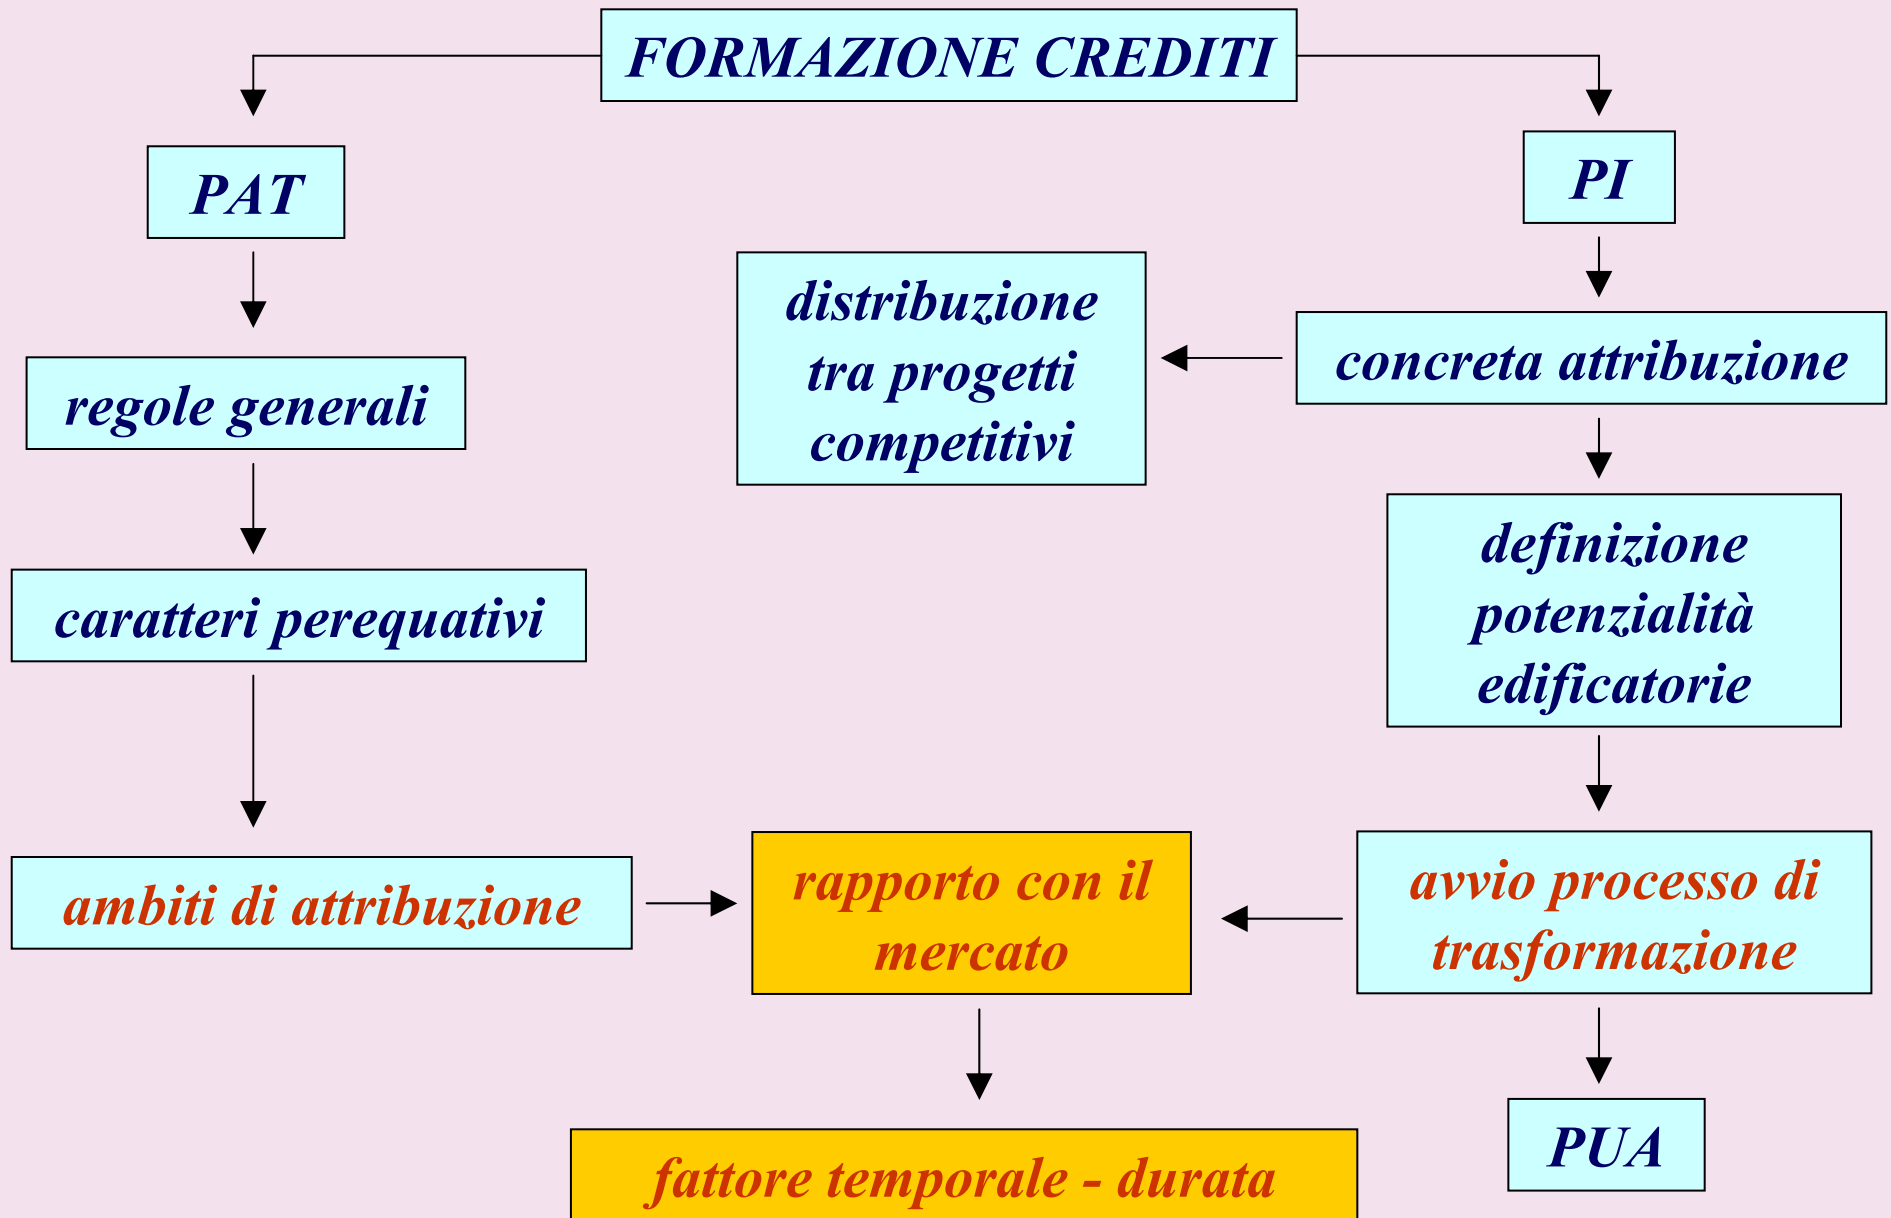 FORMAZIONE CREDITI
PAT
PI
distribuzione
tra progetti
competitivi
concreta attribuzione
regole generali
definizione
potenzialità
edificatorie
caratteri perequativi
ambiti di attribuzione
rapporto con il
mercato
avvio processo di
trasformazione
PUA
fattore temporale - durata